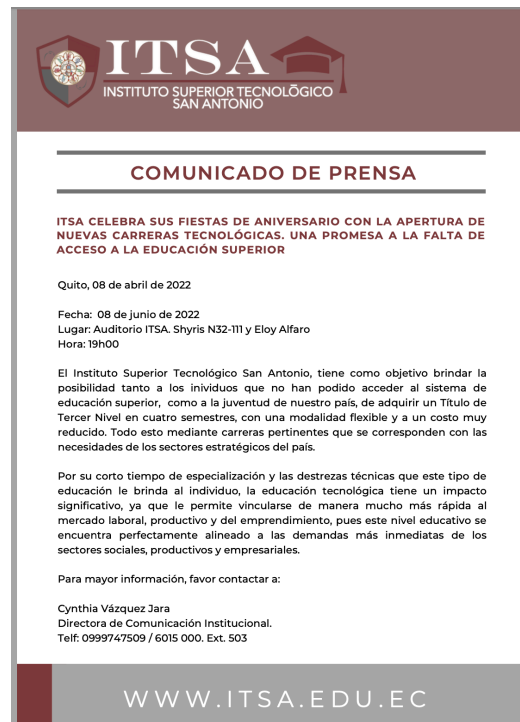 ITSA
INSTITUTO SUPERIOR TECNOLŌGICO
SAN ANTONIO
COMUNICADO DE PRENSA
ITSA CELEBRA SUS FIESTAS DE ANIVERSARIO CON LA APERTURA DE
NUEVAS CARRERAS TECNOLÓGICAS. UNA PROMESA A LA FALTA DE
ACCESO A LA EDUCACIÓN SUPERIOR
Quito, 08 de abril de 2022
Fecha: 08 de junio de 2022
Lugar: Auditorio ITSA. Shyris N32-111 y Eloy Alfaro
Hora: 19h00
El Instituto Superior Tecnológico San Antonio, tiene como objetivo brindar la
posibilidad tanto a los inividuos que no han podido acceder al sistema de
educación superior, como a la juventud de nuestro país, de adquirir un Título de
Tercer Nivel en cuatro semestres, con una modalidad flexible y a un costo muy
reducido. Todo esto mediante carreras pertinentes que se corresponden con las
necesidades de los sectores estratégicos del país.
Por su corto tiempo de especialización y las destrezas técnicas que este tipo de
educación le brinda al individuo, la educación tecnológica tiene un impacto
significativo, ya que le permite vincularse de manera mucho más rápida al
mercado laboral, productivo y del emprendimiento, pues este nivel educativo se
encuentra perfectamente alineado a las demandas más inmediatas de los
sectores sociales, productivos y empresariales.
Para mayor información, favor contactar a:
Cynthia Vázquez Jara
Directora de Comunicación Institucional.
Telf: 0999747509 / 6015 000. Ext. 503
WWW.ITSA.EDU.EC